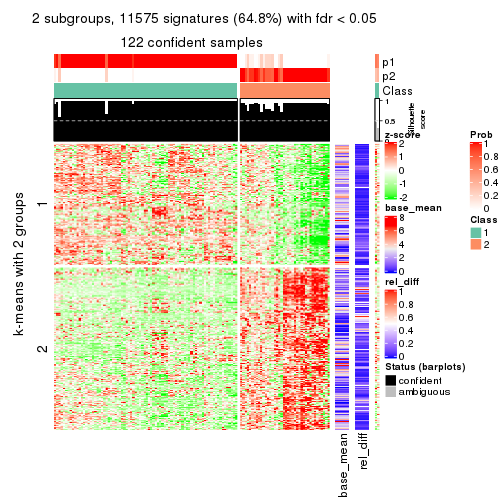 2 subgroups, 11575 signatures (64.8%) with fdr < 0.05
122 confident samples
p1
p2
Class
1
0.5
0
Silhouette
score
k-means with 2 groups
1
2
base_mean
rel_diff
z-score
2
1
0
-1
-2
base_mean
8
6
4
2
0
rel_diff
1
0.8
0.6
0.4
0.2
0
Status (barplots)
confident
ambiguous
Prob
1
0.8
0.6
0.4
0.2
0
Class
1
2